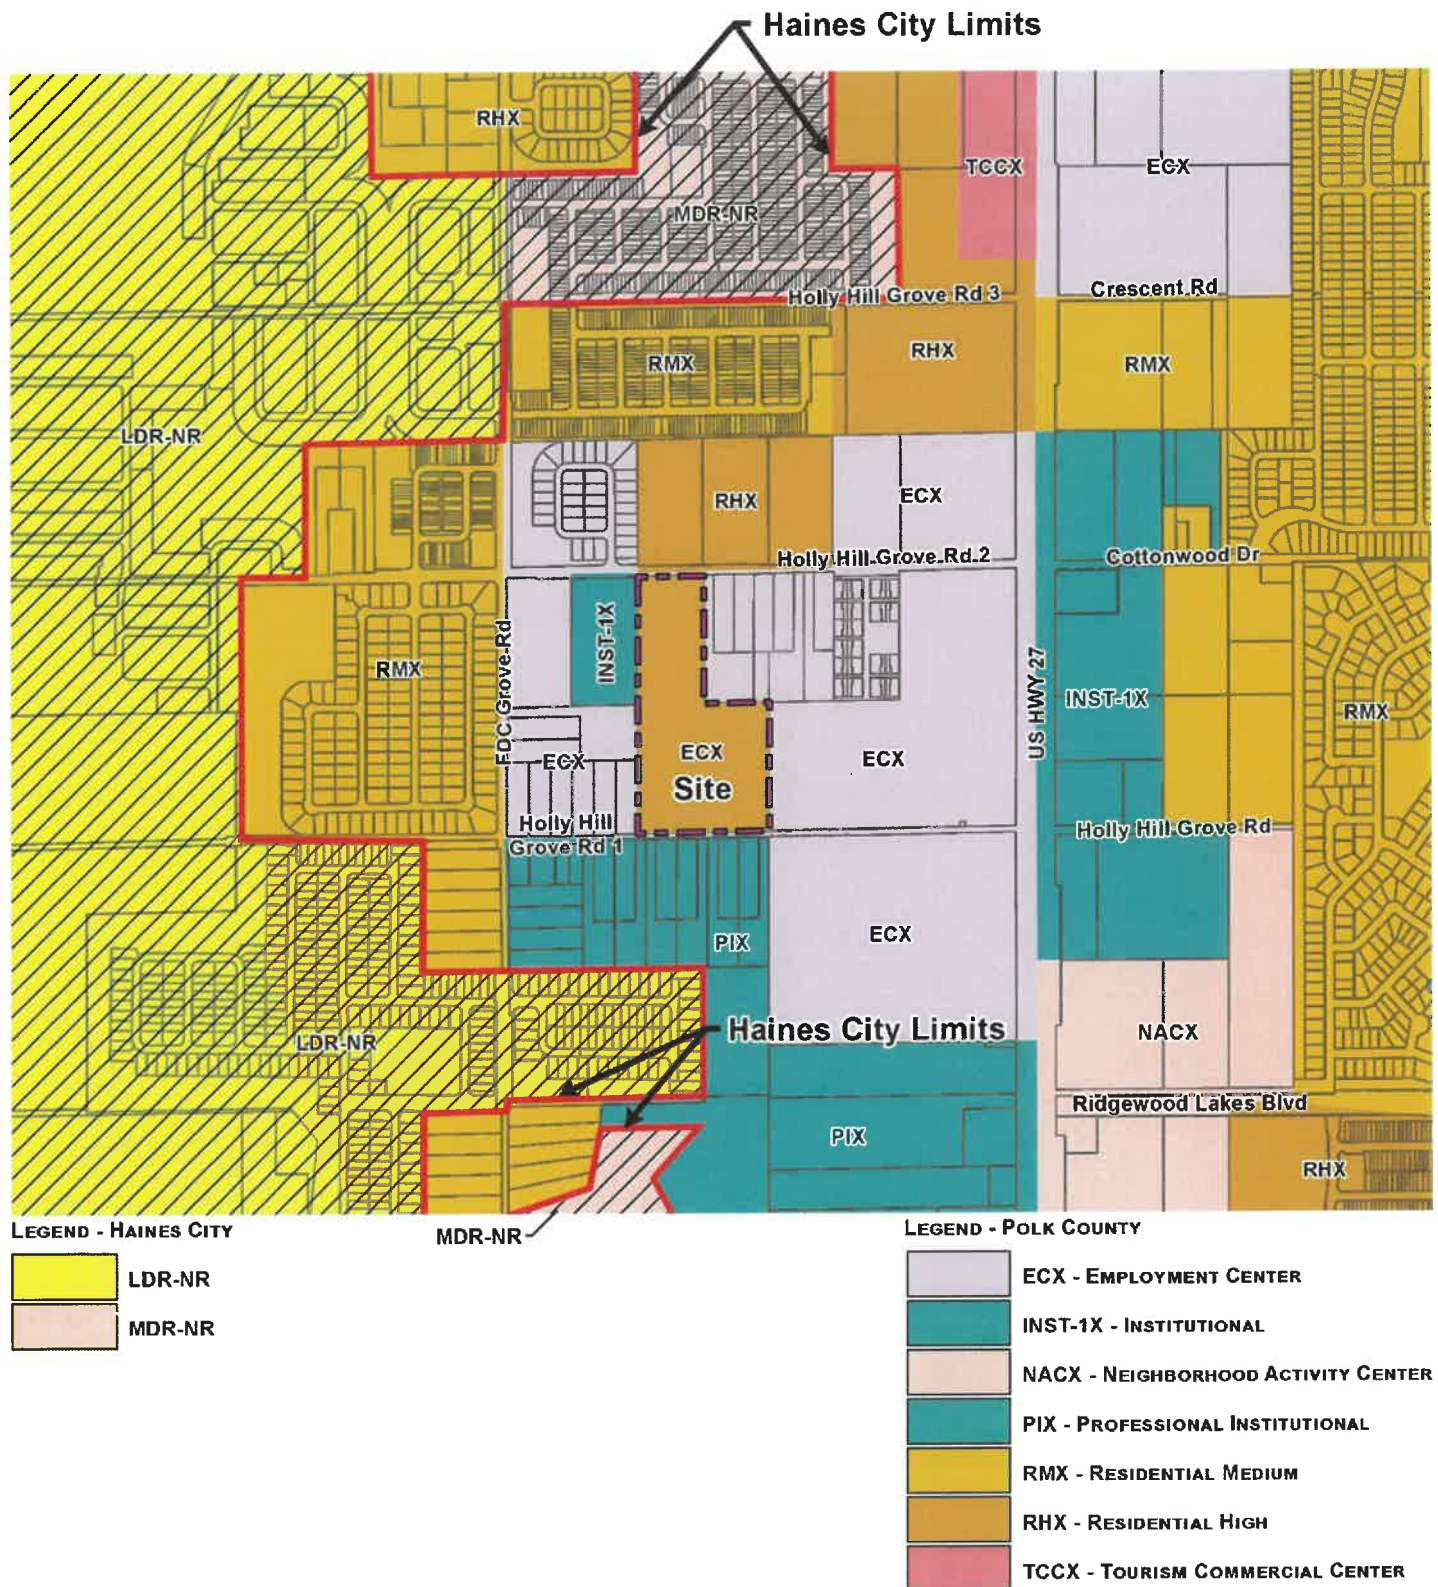 Haines City Limits
RHX
TCCX
ECX
MDR-NR
Holly Hill Grove Rd 3
Crescent Rd
RMX
RHX
RMX
LDR-NR
RHX
ECX
Holly Hill Grove Rd 2
Cottonwood Dr
FDC Grove Rd
INST-1X
RMX
US HWY 27
INST-1X
RMX
ECX
ECX
ECX
Site
Holly Hill
Grove Rd 1
Holly Hill Grove Rd
PIX
ECX
LDR-NR
Haines City Limits
NACX
Ridgewood Lakes Blvd
PIX
RHX
MDR-NR
LEGEND - HAINES CITY
LDR-NR
MDR-NR
LEGEND - POLK COUNTY
ECX - EMPLOYMENT CENTER
INST-1X - INSTITUTIONAL
NACX - NEIGHBORHOOD ACTIVITY CENTER
PIX - PROFESSIONAL INSTITUTIONAL
RMX - RESIDENTIAL MEDIUM
RHX - RESIDENTIAL HIGH
TCCX - TOURISM COMMERCIAL CENTER